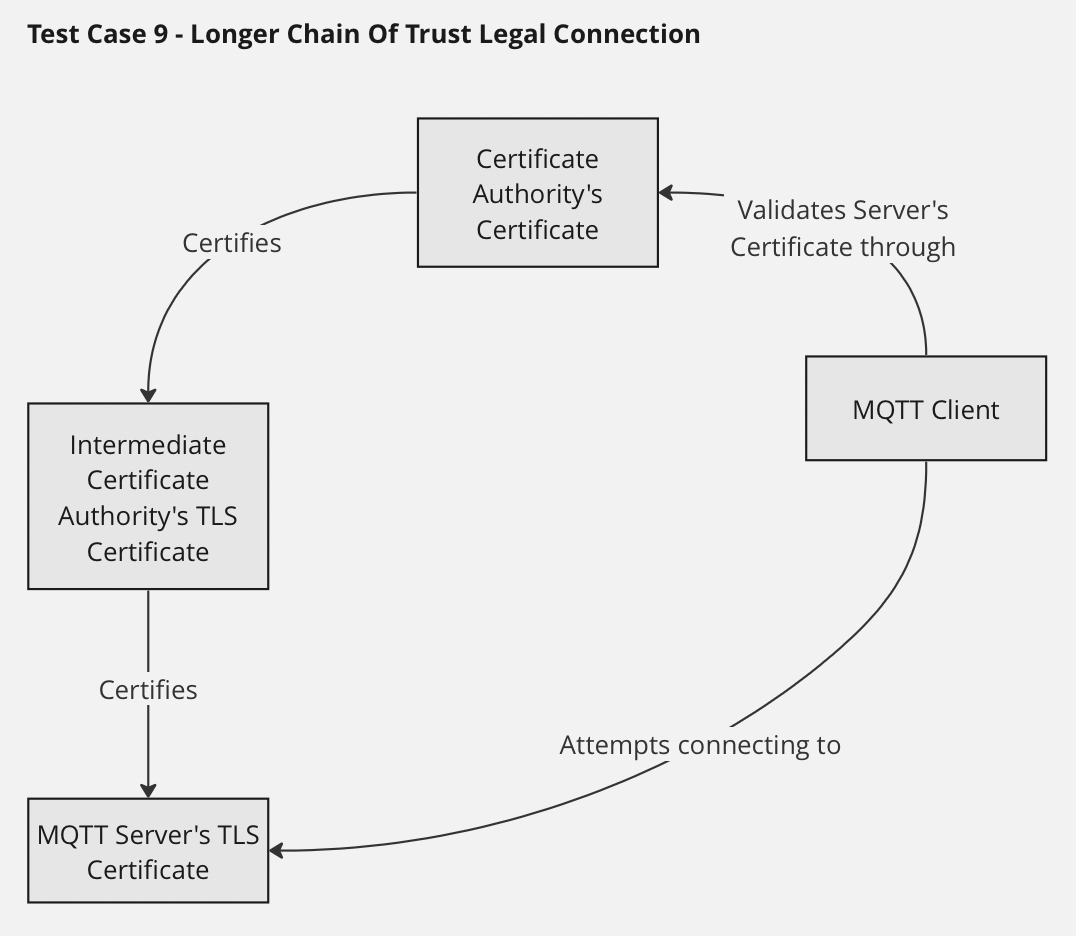 Test Case 9 - Longer Chain Of Trust Legal Connection
Certificate
Authority's
Certificate
Validates Server's
Certificate through
Certifies
MQTT Client
Intermediate
Certificate
Authority's TLS
Certificate
Certifies
Attempts connecting to
MQTT Server's TLS
Certificate